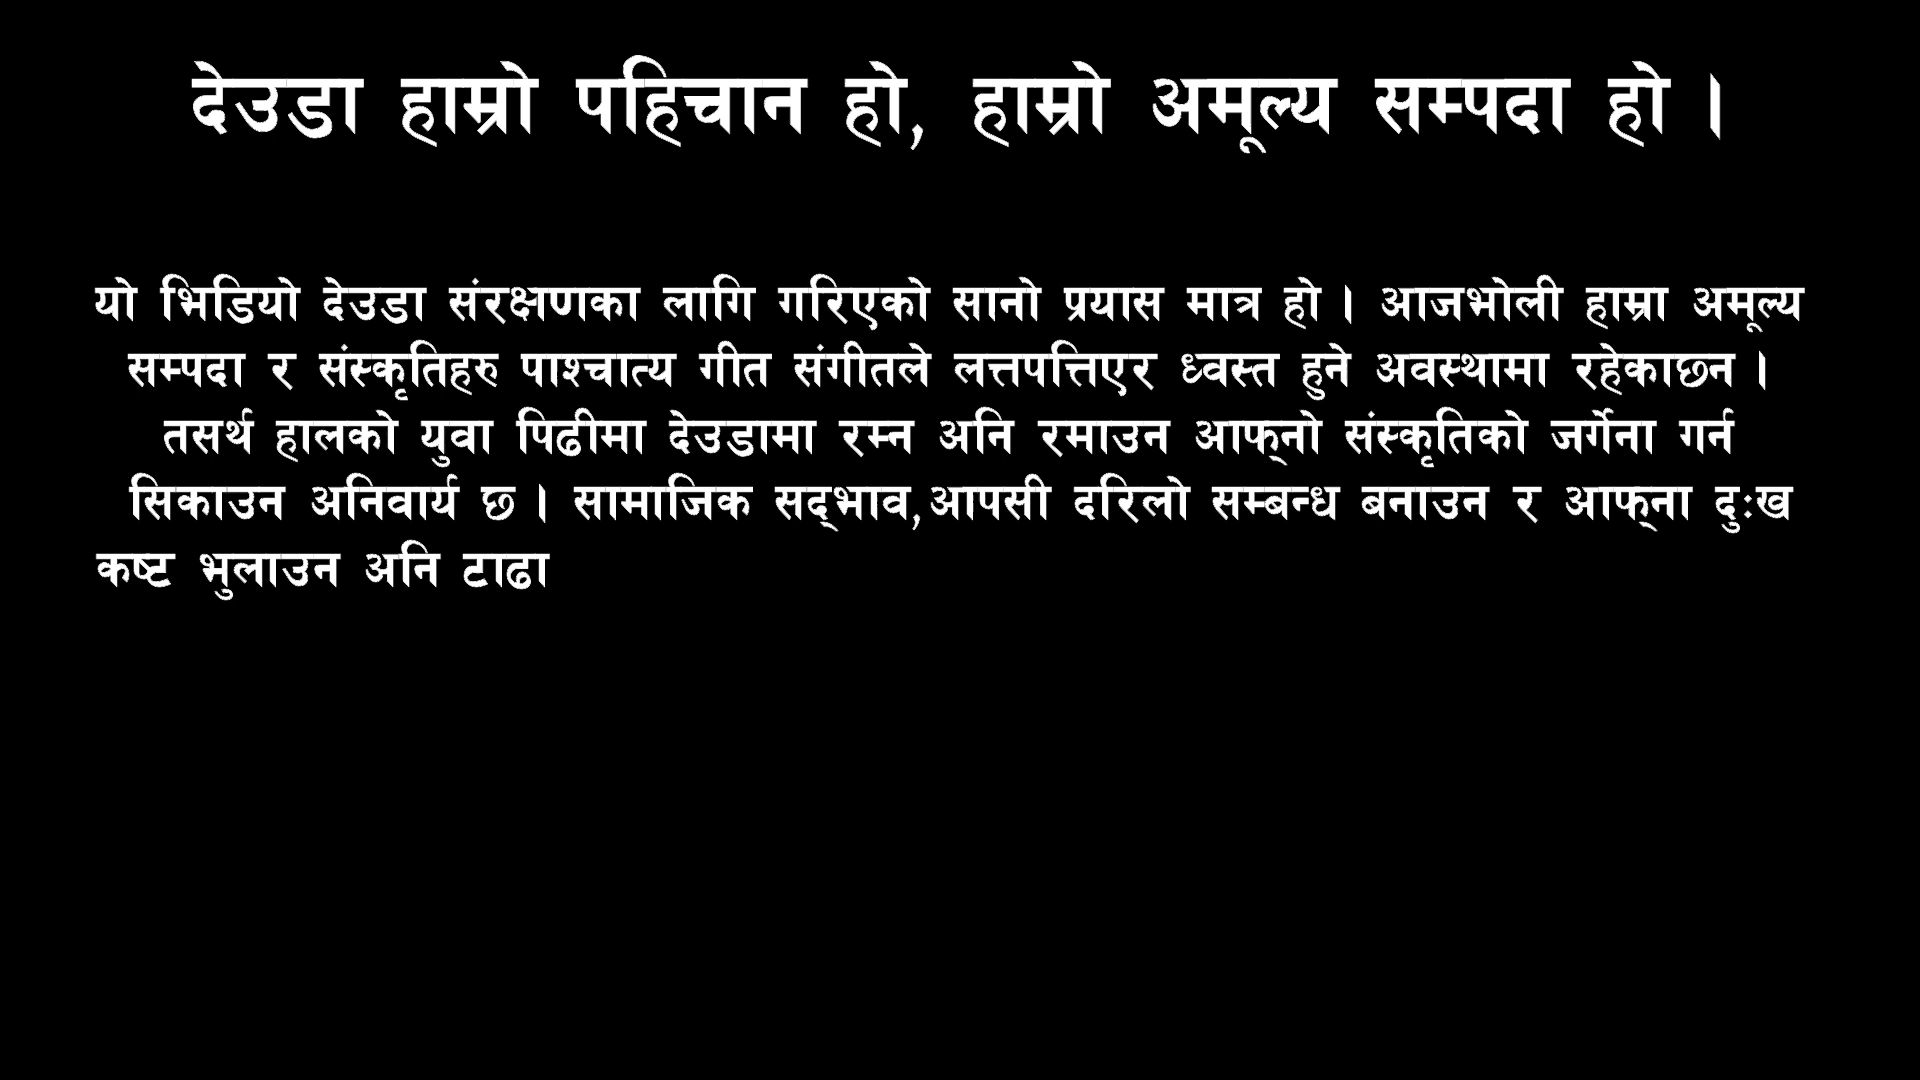 देउडा हाम्रो पहिचान हो, हाम्रो अमूल्य सम्पदा हो ।
यो भिडियो देउडा संरक्षणका लागि गरिएको सानो प्रयास मात्र हो । आजभोली हाम्रा अमूल्य
सम्पदा र संस्कृतिहरु पाश्चात्य गीत संगीतले लत्तपत्तिएर ध्वस्त हुने अवस्थामा रहेकाछन ।
तसर्थ हालको युवा पिढीमा देउडामा रम्न अनि रमाउन आफ्‌नो संस्कृतिको जर्गेना गर्न
सिकाउन अनिवार्य छ । सामाजिक सद्‌भाव,आपसी दरिलो सम्बन्ध बनाउन र आफ्‌ना दुःख
कष्ट भुलाउन अनि टाढा